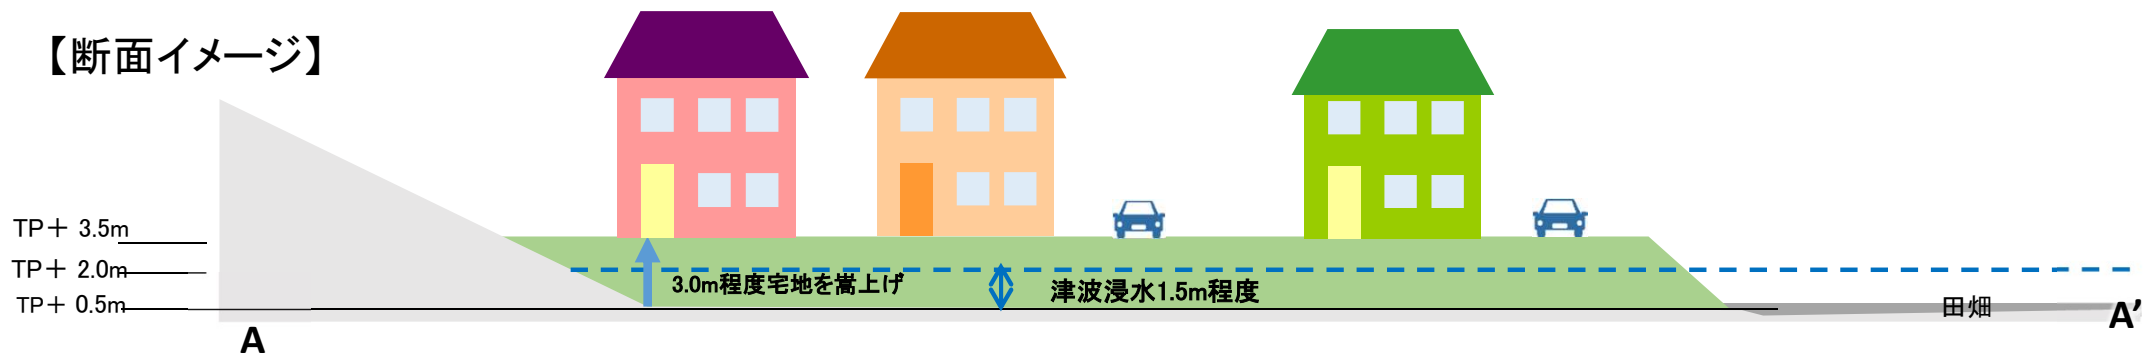 【断面イメージ】
TP＋ 3.5m
TP＋ 2.0m
3.0m程度宅地を嵩上げ
津波浸水1.5m程度
TP＋ 0.5m
田畑
A
A’